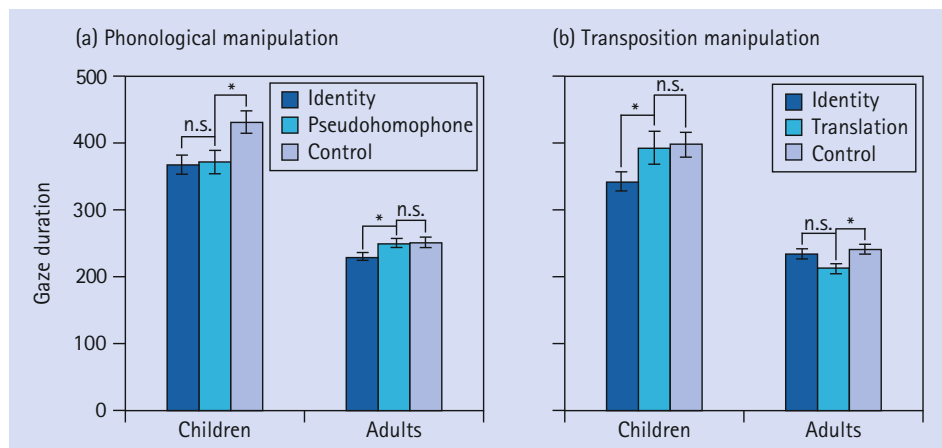 (a) Phonological manipulation
500
400
300
200
100
0
Gaze duration
Identity
Pseudohomophone
Control
n.s.
*
*
n.s.
Children
Adults
(b) Transposition manipulation
Identity
Translation
Control
*
n.s.
n.s.
*
Children
Adults